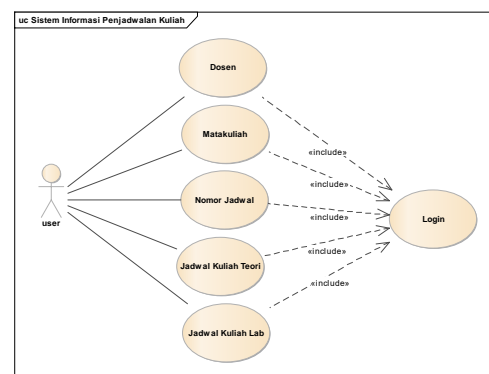 uc Sistem Informasi Penjadwalan Kuliah
Dosen
Matakuliah
«include»
«include»
Nomor Jadwal
user
«include»
Login
Jadwal Kuliah Teori
«include»
«include»
Jadwal Kuliah Lab